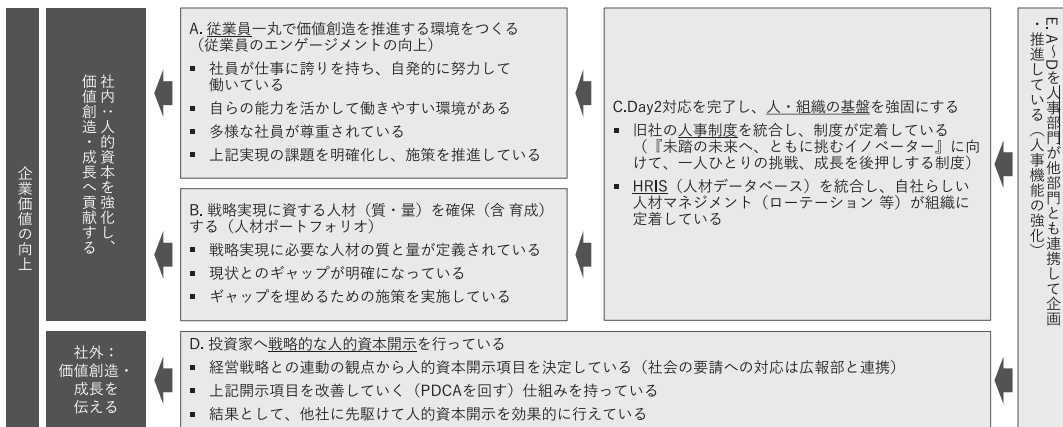 企業価値の向上
社内：人的資本を強化し、
価値創造・成長へ貢献する
A. 従業員一丸で価値創造を推進する環境をつくる
（従業員のエンゲージメントの向上）
▪ 社員が仕事に誇りを持ち、自発的に努力して
働いている
▪ 自らの能力を活かして働きやすい環境がある
▪ 多様な社員が尊重されている
▪ 上記実現の課題を明確化し、施策を推進している
B. 戦略実現に資する人材（質・量）を確保（含 育成）
する（人材ポートフォリオ）
▪ 戦略実現に必要な人材の質と量が定義されている
▪ 現状とのギャップが明確になっている
▪ ギャップを埋めるための施策を実施している
C.Day2対応を完了し、人・組織の基盤を強固にする
▪ 旧社の人事制度を統合し、制度が定着している
（『未踏の未来へ、ともに挑むイノベーター』に向
けて、一人ひとりの挑戦、成長を後押しする制度）
▪ HRIS（人材データベース）を統合し、自社らしい
人材マネジメント（ローテーション 等）が組織に
定着している
社外：
価値創造・
成長を
伝える
D. 投資家へ戦略的な人的資本開示を行っている
▪ 経営戦略との連動の観点から人的資本開示項目を決定している（社会の要請への対応は広報部と連携）
▪ 上記開示項目を改善していく（PDCAを回す）仕組みを持っている
▪ 結果として、他社に先駆けて人的資本開示を効果的に行えている
E. A～Dを人事部門が他部門とも連携して企画
・推進している（人事機能の強化）